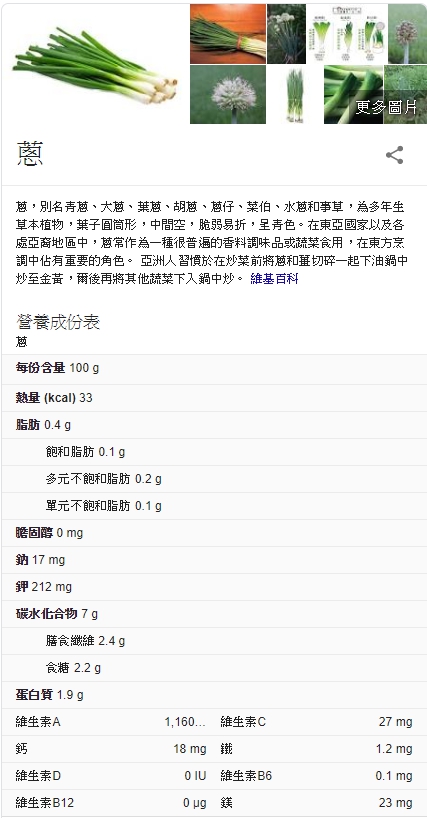 更多圖片
蔥
蔥，別名青蔥、大蔥、葉蔥、胡蔥、蔥仔、菜伯、水蔥和事草，為多年生
草本植物，葉子圓筒形，中間空，脆弱易折，呈青色。在東亞國家以及各
處亞裔地區中，蔥常作為一種很普遍的香料調味品或蔬菜食用，在東方烹
調中佔有重要的角色。 亞洲人習慣於在炒菜前將蔥和薑切碎一起下油鍋中
炒至金黃，爾後再將其他蔬菜下入鍋中炒。 維基百科
營養成份表
蔥
每份含量 100 g
熱量 (kcal) 33
脂肪 0.4 g
飽和脂肪 0.1 g
多元不飽和脂肪 0.2 g
單元不飽和脂肪 0.1 g
膽固醇 0 mg
鈉 17 mg
鉀 212 mg
碳水化合物 7 g
膳食纖維 2.4 g
食糖 2.2 g
蛋白質 1.9 g
維生素A 1,160… 維生素C 27 mg
鈣 18 mg 鐵 1.2 mg
維生素D 0 IU 維生素B6 0.1 mg
維生素B12 0 µg 鎂 23 mg